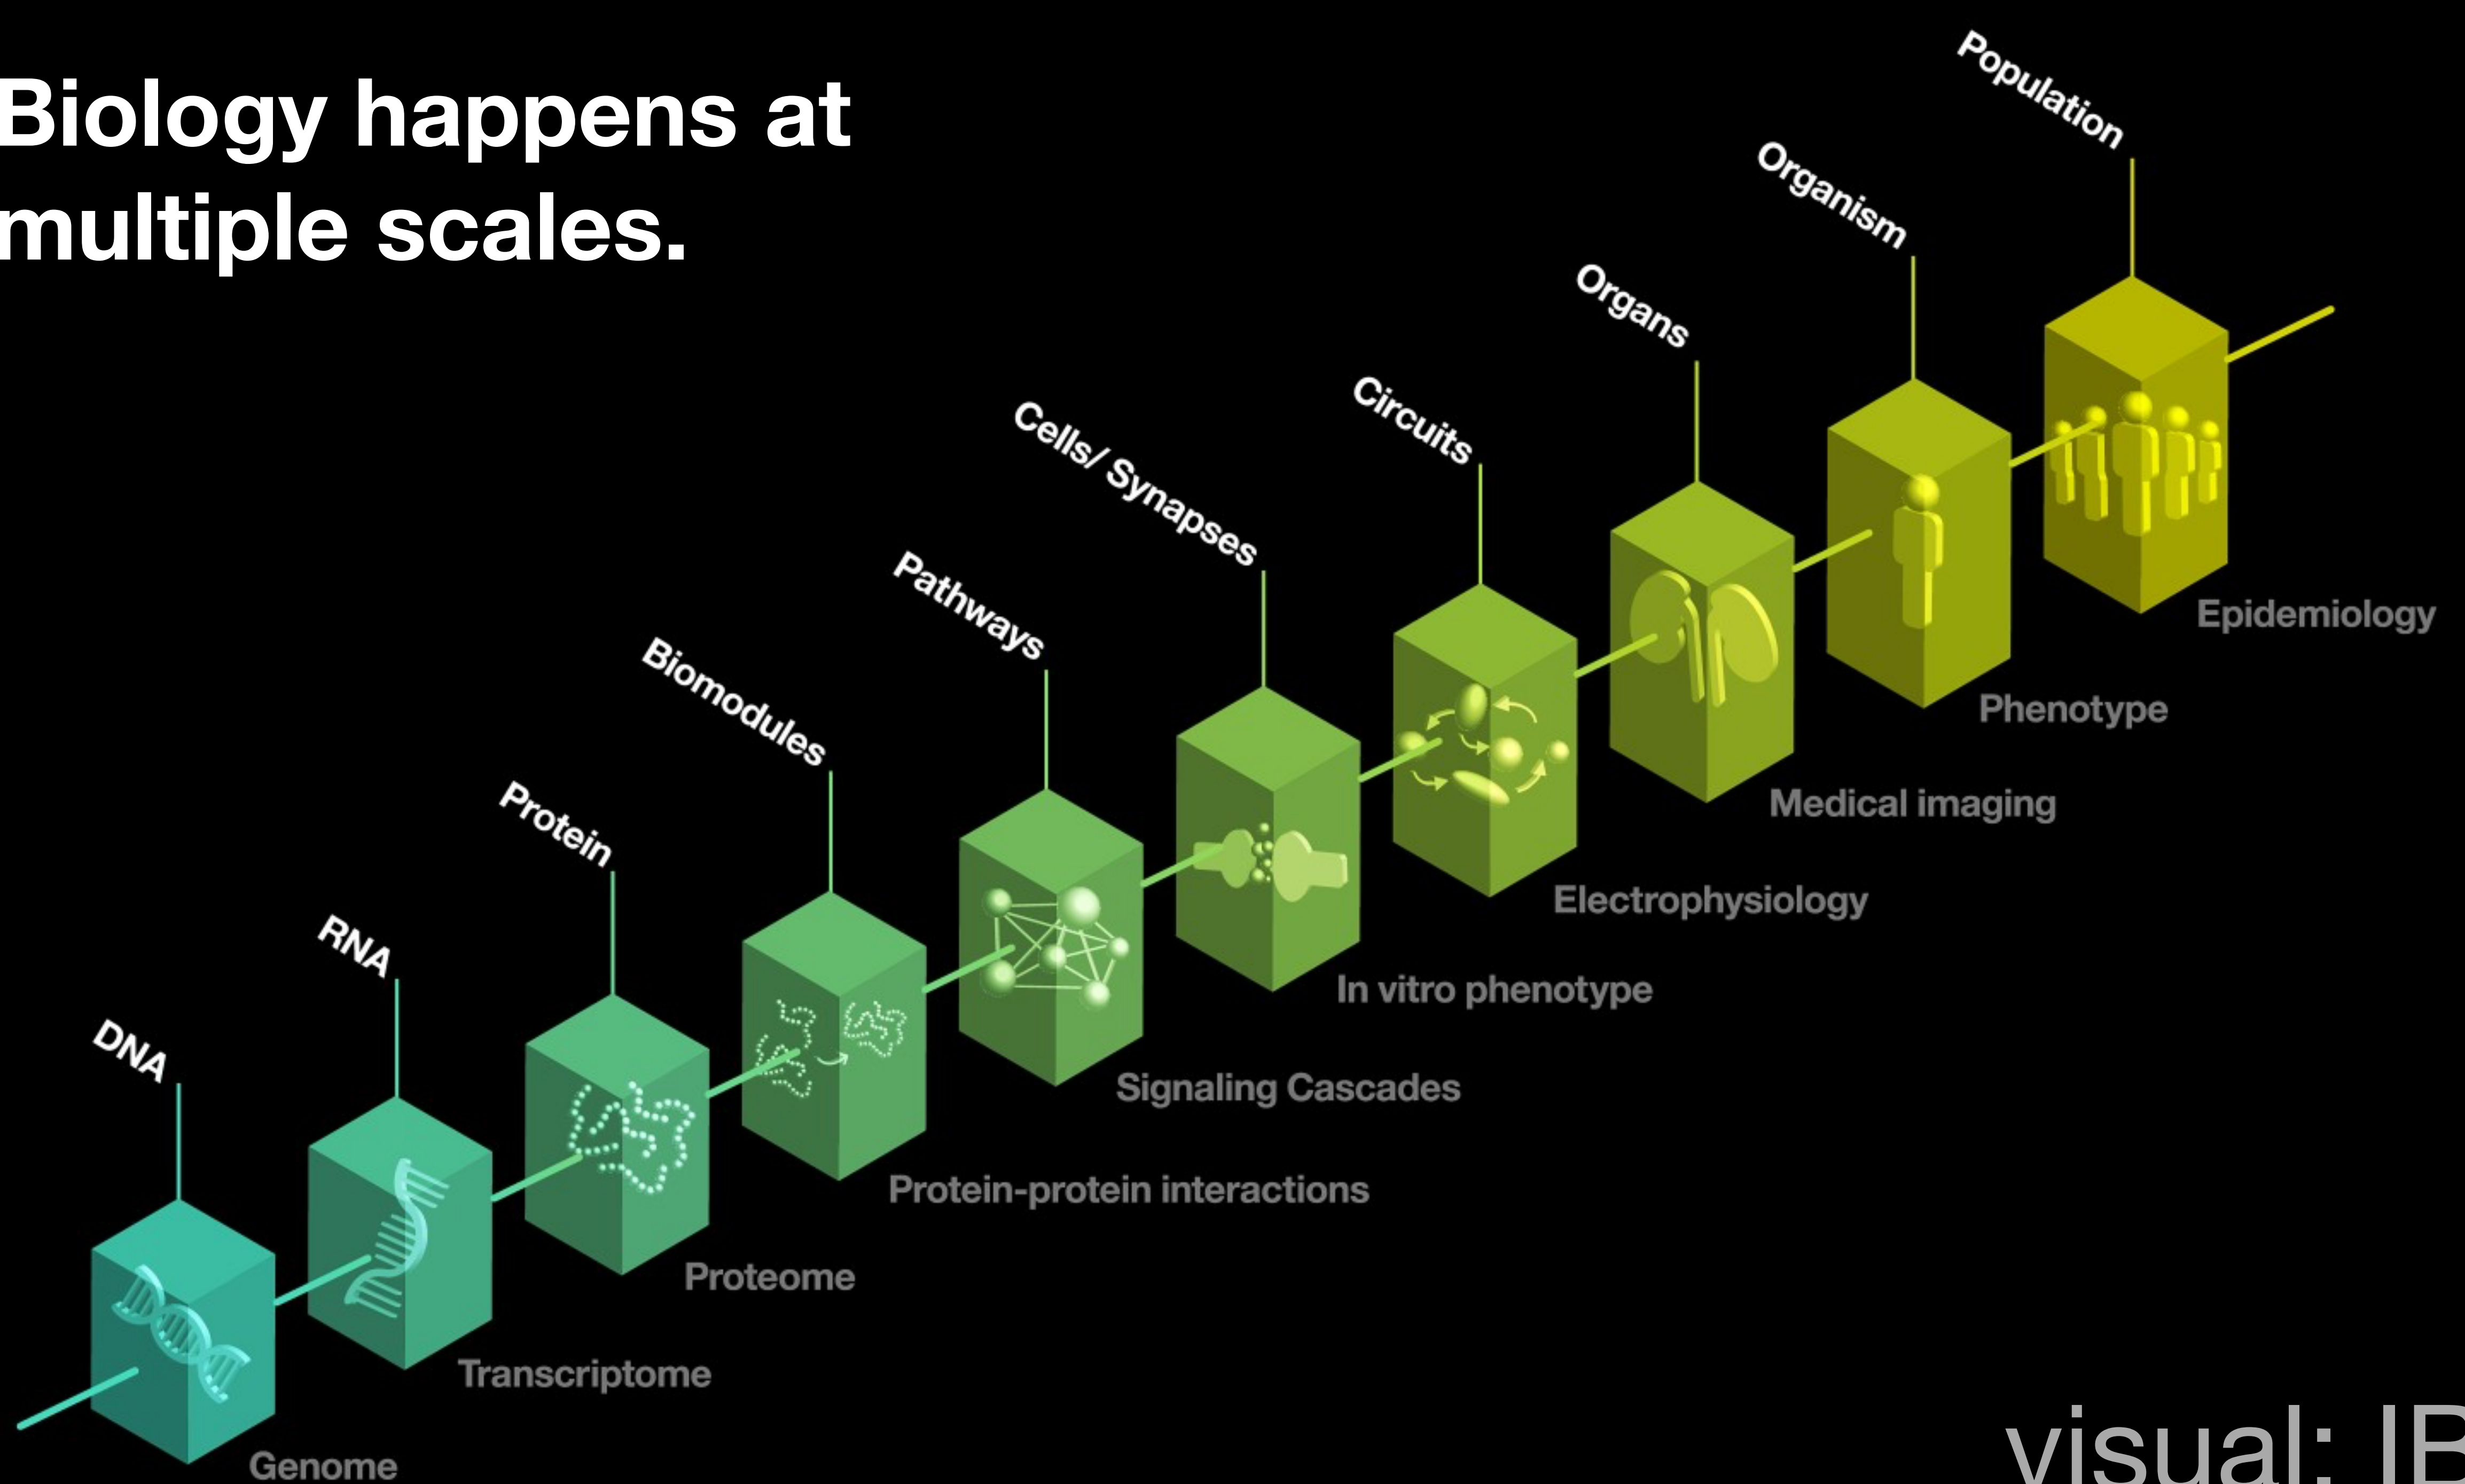 Biology happens at
multiple scales.
Population
Organism
Organs
Circuits
Cells/ Synapses
Pathways
Biomodules
Protein
RNA
DNA
Epidemiology
Phenotype
Medical imaging
Electrophysiology
In vitro phenotype
Signaling Cascades
Protein-protein interactions
Proteome
Transcriptome
Genome
visual: